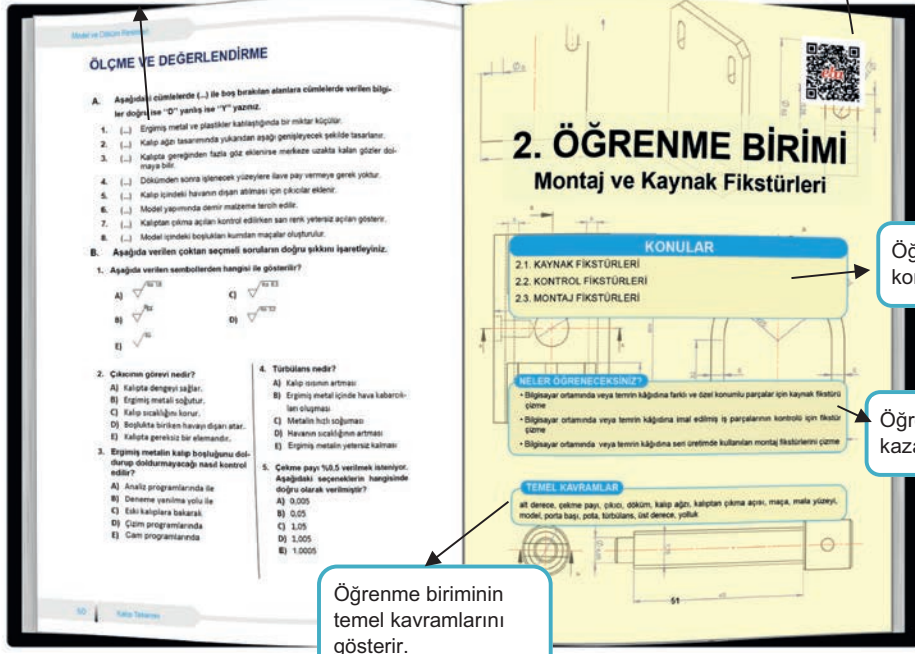 Model ve Döküm Resimleri
ÖLÇME VE DEĞERLENDİRME
A. Aşağıdaki cümlelerde (...) ile boş bırakılan alanlara cümlelerde verilen bilgi-
ler doğru ise "D" yanlış ise "Y" yazınız.
1. (...) Ergimiş metal ve plastikler katılaştığında bir miktar küçülür.
2. (...) Kalıp ağzı tasarımında yukarıdan aşağı genişleyecek şekilde tasarlanır.
3. (...) Kalıpta gereğinden fazla göz eklenirse merkeze uzakta kalan gözler dol-
maya bilir.
4. (...) Dökümden sonra işlenecek yüzeylere ilave pay vermeye gerek yoktur.
5. (...) Kalıp içindeki havanın dışarı atılması için çıkıcılar eklenir.
6. (...) Model yapımında demir malzeme tercih edilir.
7. (...) Kalıptan çıkma açıları kontrol edilirken sarı renk yetersiz açıları gösterir.
8. (...) Model içindeki boşlukları kumdan maçalar oluşturulur.
B. Aşağıda verilen çoktan seçmeli soruların doğru şıkkını işaretleyiniz.
1. Aşağıda verilen sembollerden hangisi ile gösterilir?
A)
C)
B)
D)
E)
2. Çıkıcının görevi nedir?
A) Kalıpta dengeyi sağlar.
B) Ergimiş metali soğutur.
C) Kalıp sıcaklığını korur.
D) Boşlukta biriken havayı dışarı atar.
E) Kalıpta gereksiz bir elemandır.
3. Ergimiş metalin kalıp boşluğunu dol-
durup doldurmayacağı nasıl kontrol
edilir?
A) Analiz programlarında ile
B) Deneme yanılma yolu ile
C) Eski kalıplara bakarak
D) Çizim programlarında
E) Cam programlarında
4. Türbülans nedir?
A) Kalıp ısısının artması
B) Ergimiş metal içinde hava kabarcık-
ları oluşması
C) Metalin hızlı soğuması
D) Havanın sıcaklığının artması
E) Ergimiş metalin yetersiz kalması
5. Çekme payı %0,5 verilmek isteniyor.
Aşağıdaki seçeneklerin hangisinde
doğru olarak verilmiştir?
A) 0,005
B) 0,05
C) 1,05
D) 1,005
E) 1,0005
50
Kalıp Tasarımı
2. ÖĞRENME BİRİMİ
Montaj ve Kaynak Fikstürleri
KONULAR
2.1. KAYNAK FİKSTÜRLERİ
2.2. KONTROL FİKSTÜRLERİ
2.3. MONTAJ FİKSTÜRLERİ
NELER ÖĞRENECEKSİNİZ?
• Bilgisayar ortamında veya temrin kâğıdına farklı ve özel konumlu parçalar için kaynak fikstürü
çizme
• Bilgisayar ortamında veya temrin kâğıdına imal edilmiş iş parçalarının kontrolü için fikstür
çizme
• Bilgisayar ortamında veya temrin kâğıdına seri üretimde kullanılan montaj fikstürlerini çizme
TEMEL KAVRAMLAR
alt derece, çekme payı, çıkıcı, döküm, kalıp ağzı, kalıptan çıkma açısı, maça, mala yüzeyi,
model, porta başı, pota, türbülans, üst derece, yolluk
51
Öğ
kon
Öğr
kaza
Öğrenme biriminin
temel kavramlarını
gösterir.